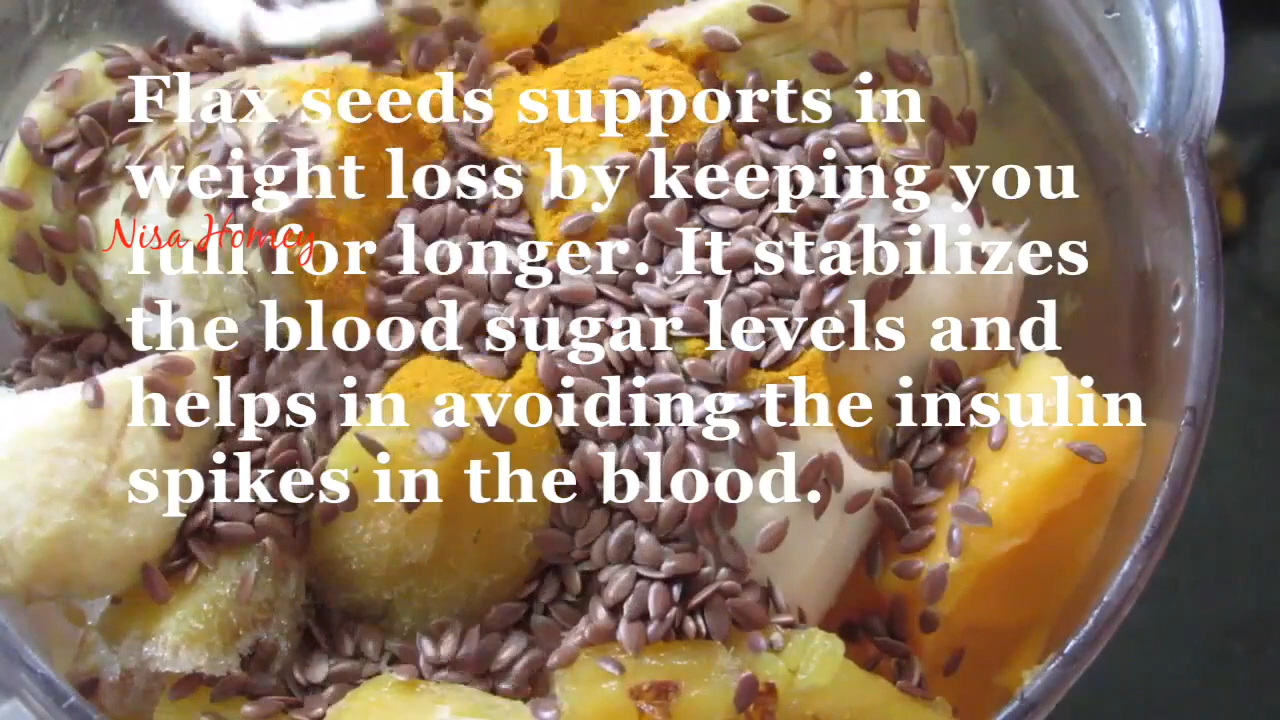 Flax seeds supports in
weight loss by keeping you
Nisa Homey
full for longer. It stabilizes
the blood sugar levels and
helps in avoiding the insulin
spikes in the blood.